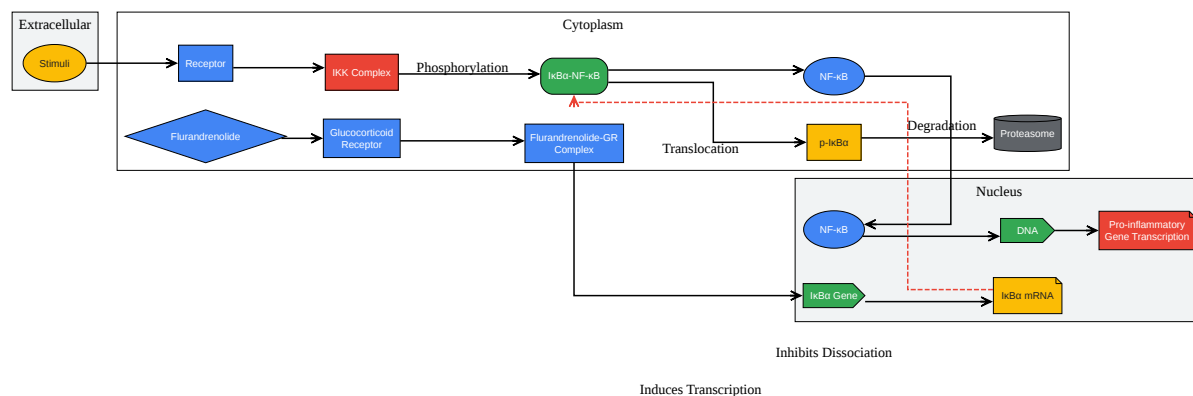 Extracellular
Cytoplasm
Stimuli
Receptor
IKK Complex
Phosphorylation
IκBα-NF-κB
NF-κB
Flurandrenolide
Glucocorticoid
Receptor
Flurandrenolide-GR
Complex
Translocation
p-IκBα
Degradation
Proteasome
Nucleus
NF-κB
DNA
Pro-inflammatory
Gene Transcription
IκBα Gene
IκBα mRNA
Inhibits Dissociation
Induces Transcription